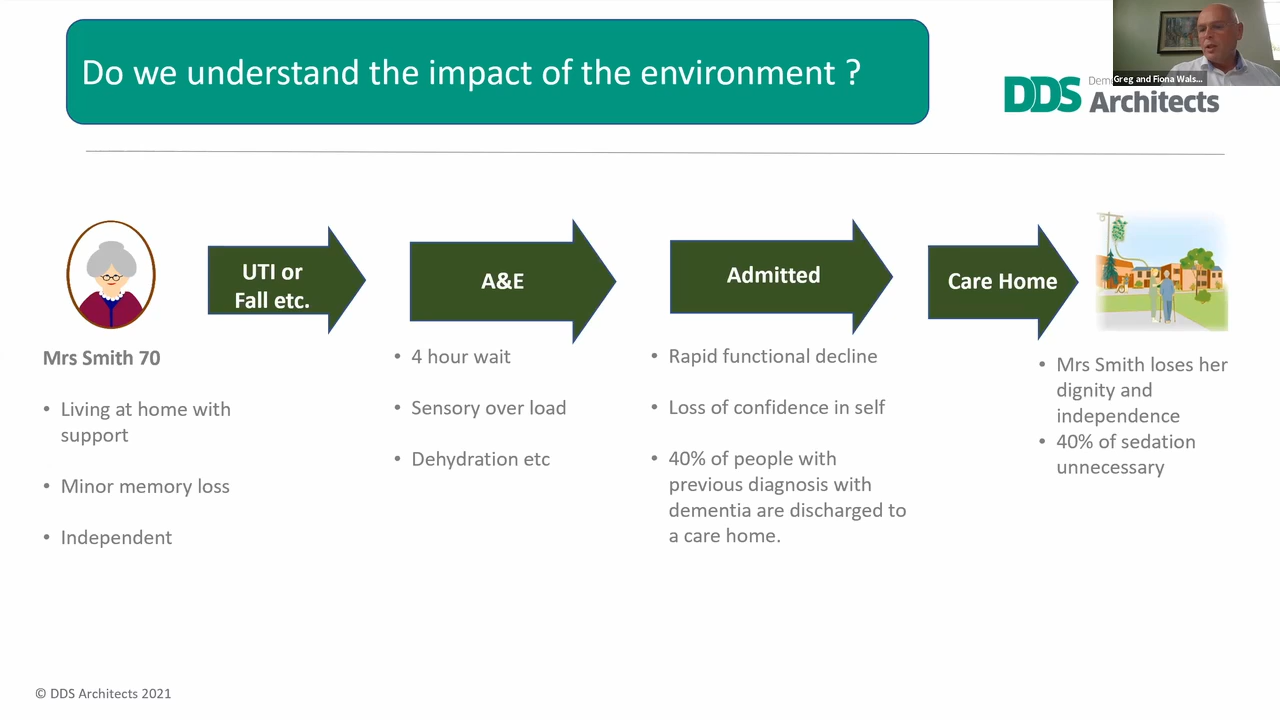 Do we understand the impact of the environment ?
Greg and Fiona Wals...
DDS
Architects
UTI or
Fall etc.
A&E
Admitted
Care Home
Mrs Smith 70
• Living at home with
support
• Minor memory loss
• Independent
• 4 hour wait
• Sensory over load
• Dehydration etc
• Rapid functional decline
• Loss of confidence in self
• 40% of people with
previous diagnosis with
dementia are discharged to
a care home.
• Mrs Smith loses her
dignity and
independence
• 40% of sedation
unnecessary
© DDS Architects 2021